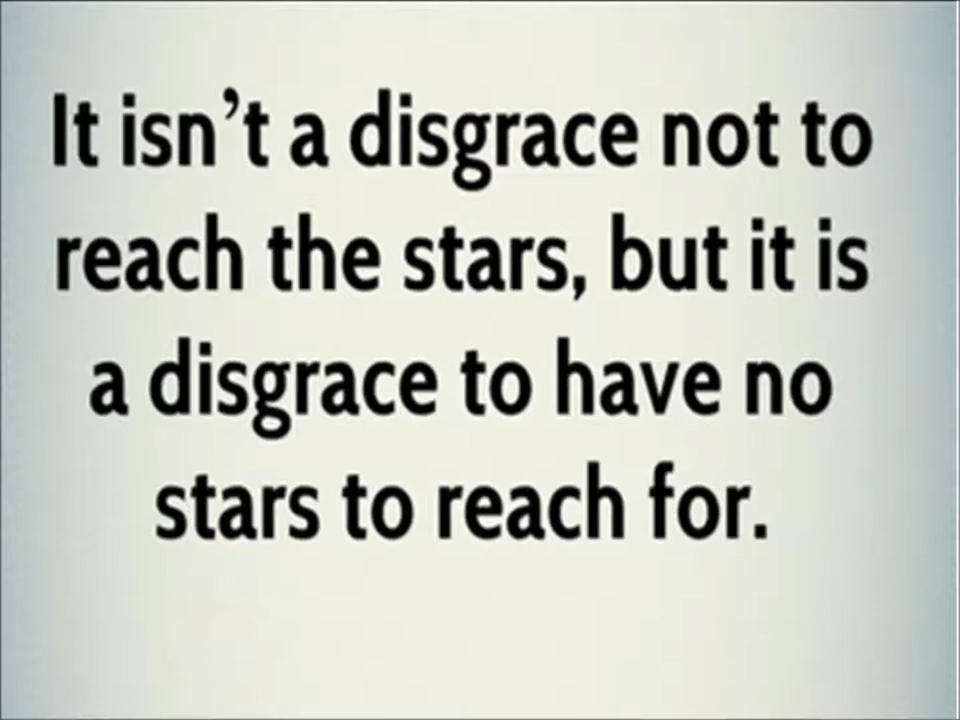 It isn’t a disgrace not to
reach the stars, but it is
a disgrace to have no
stars to reach for.